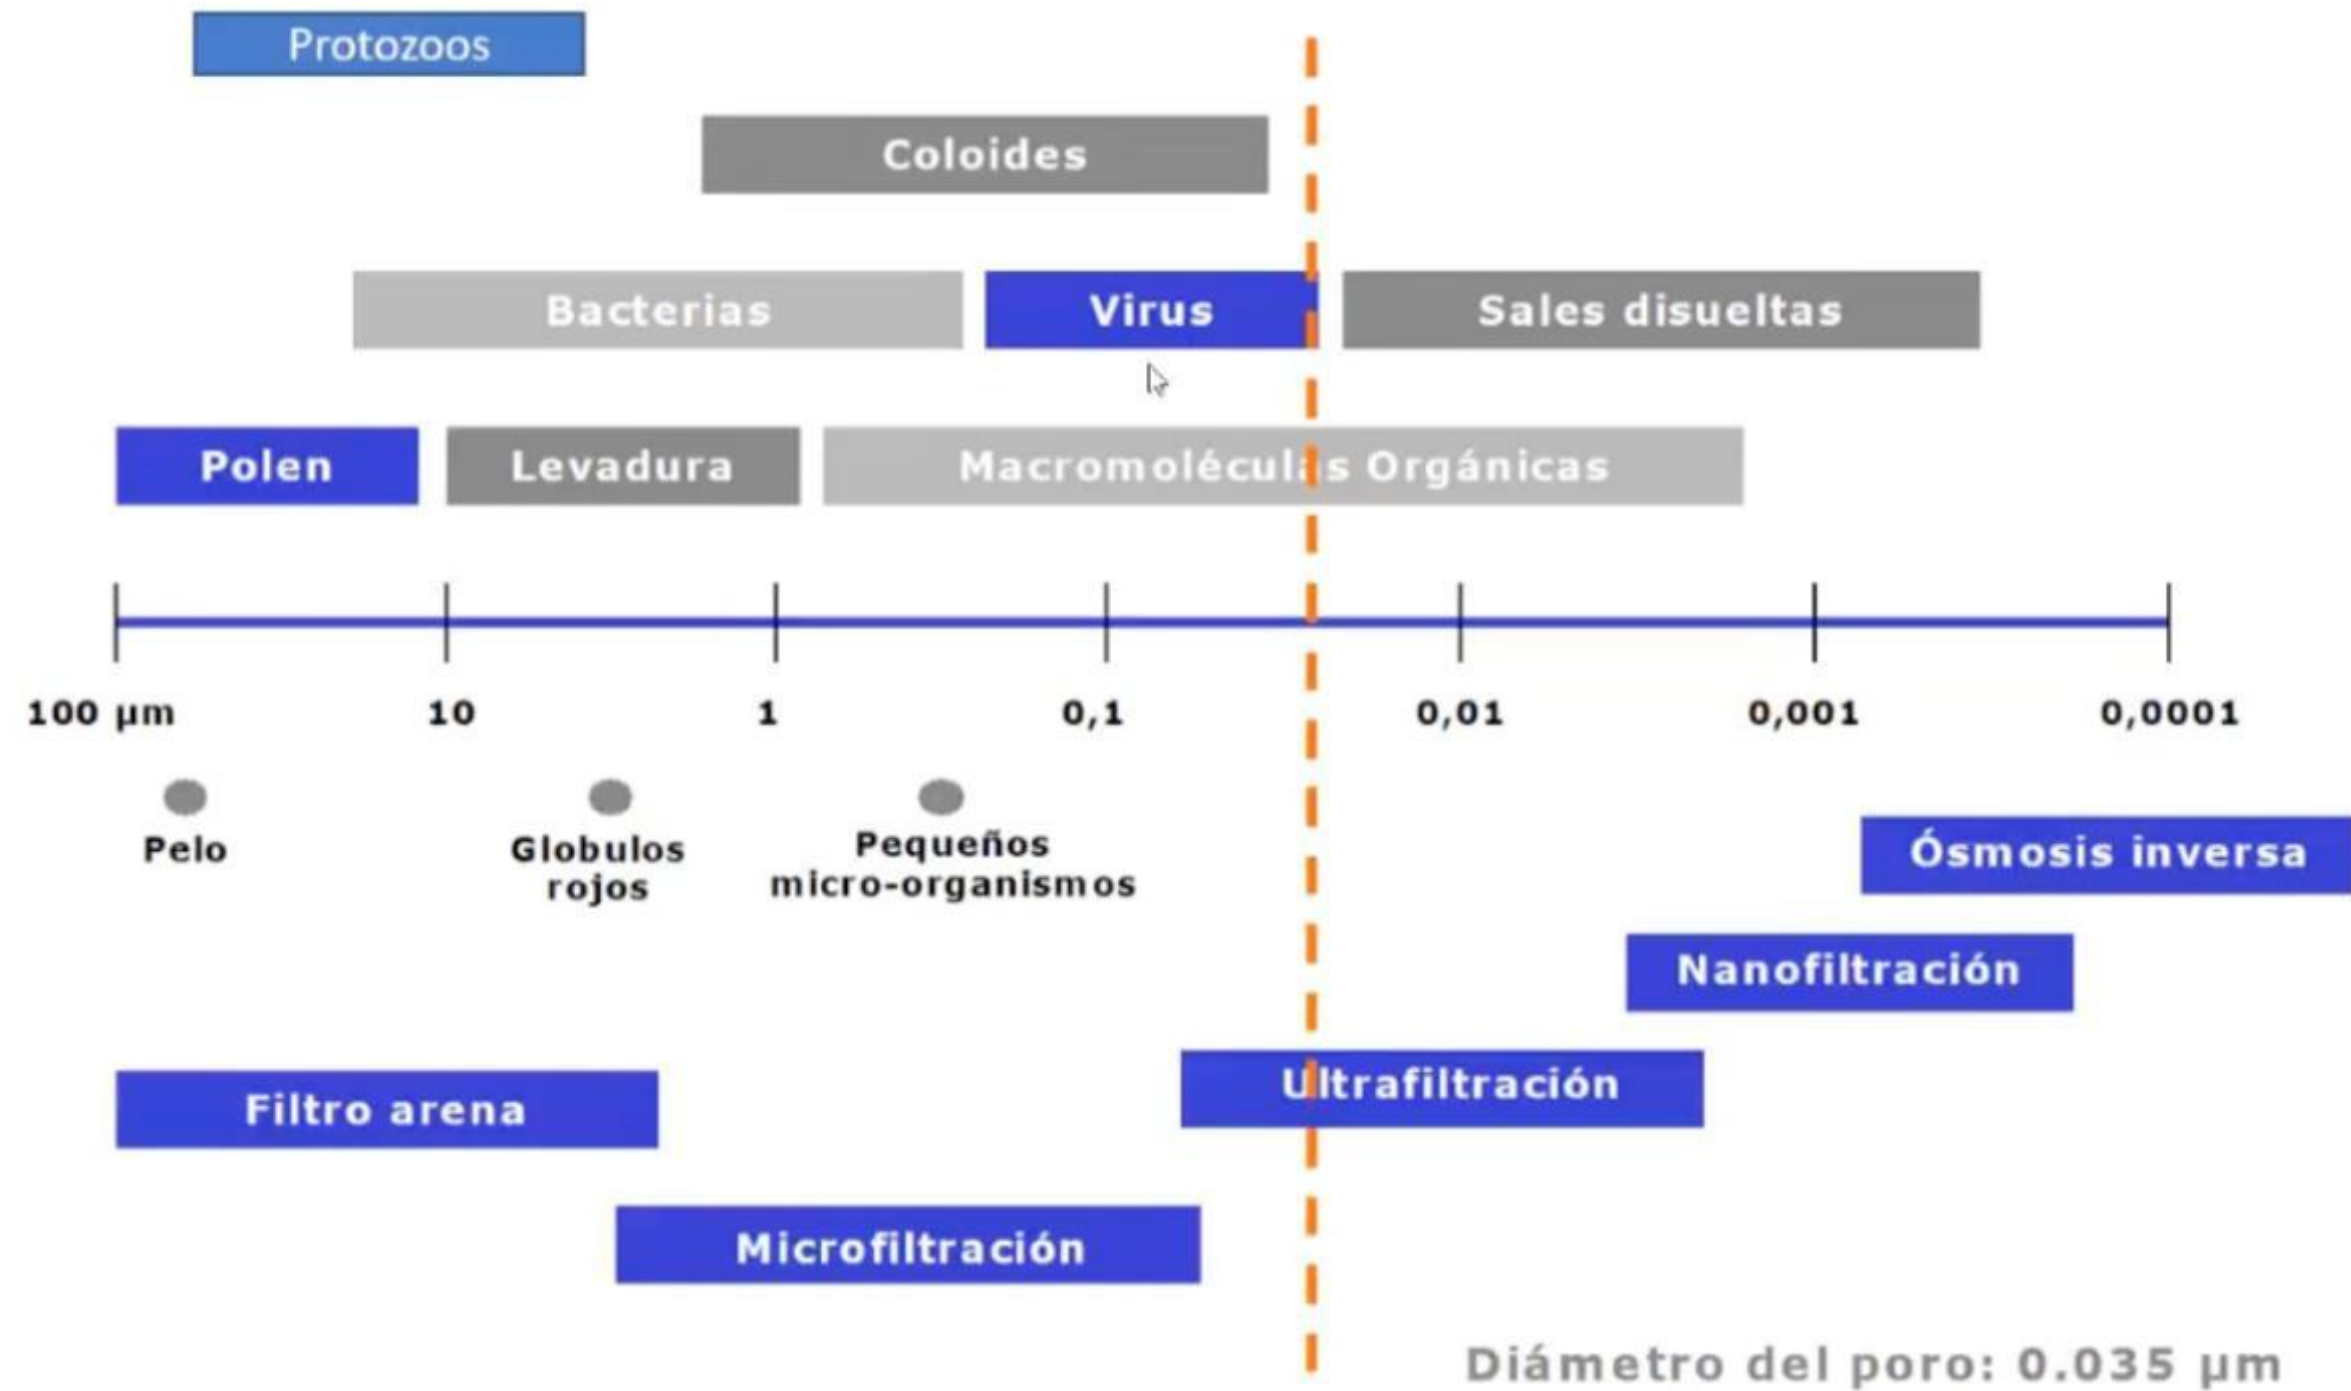 Protozoos
Coloides
Bacterias
Virus
Sales disueltas
Polen
Levadura
Macromoléculas Orgánicas
100 µm
10
1
0,1
0,01
0,001
0,0001
Pelo
Globulos
rojos
Pequeños
micro-organismos
Ósmosis inversa
Nanofiltración
Ultrafiltración
Filtro arena
Microfiltración
Diámetro del poro: 0.035 µm